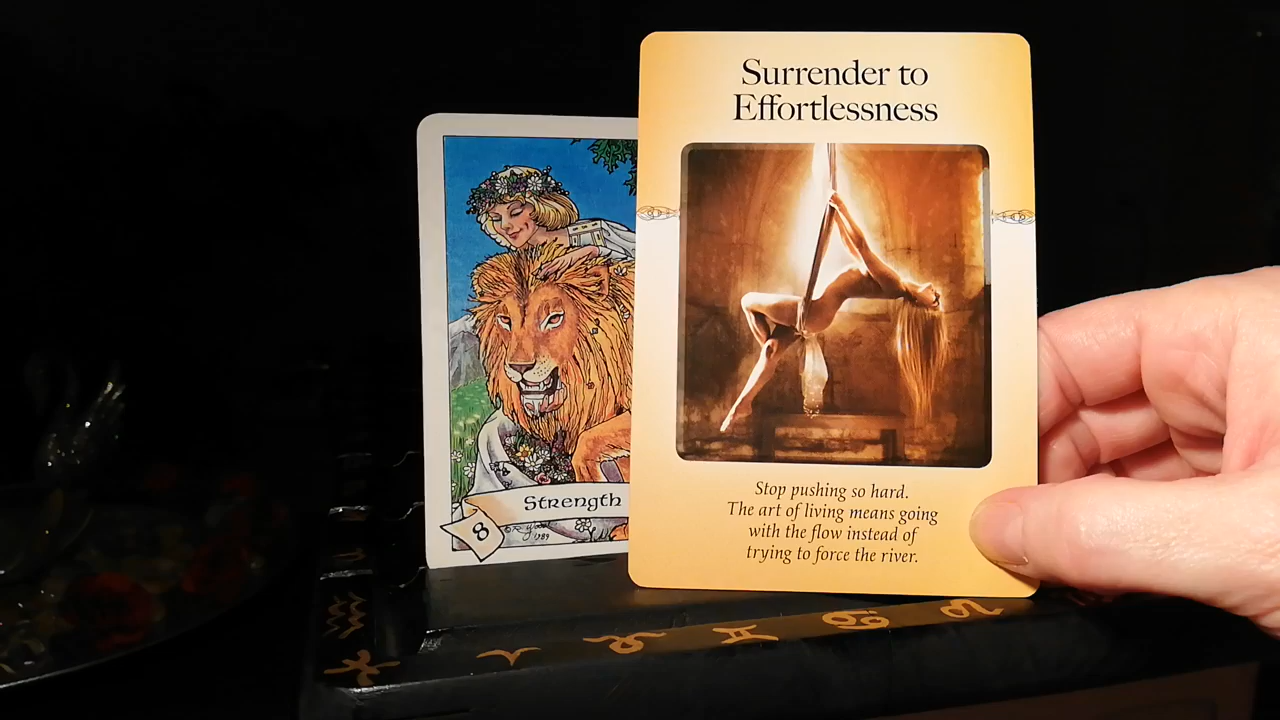 Surrender to
Effortlessness
Stop pushing so hard.
The art of living means going
with the flow instead of
trying to force the river.
Strength
8
1989